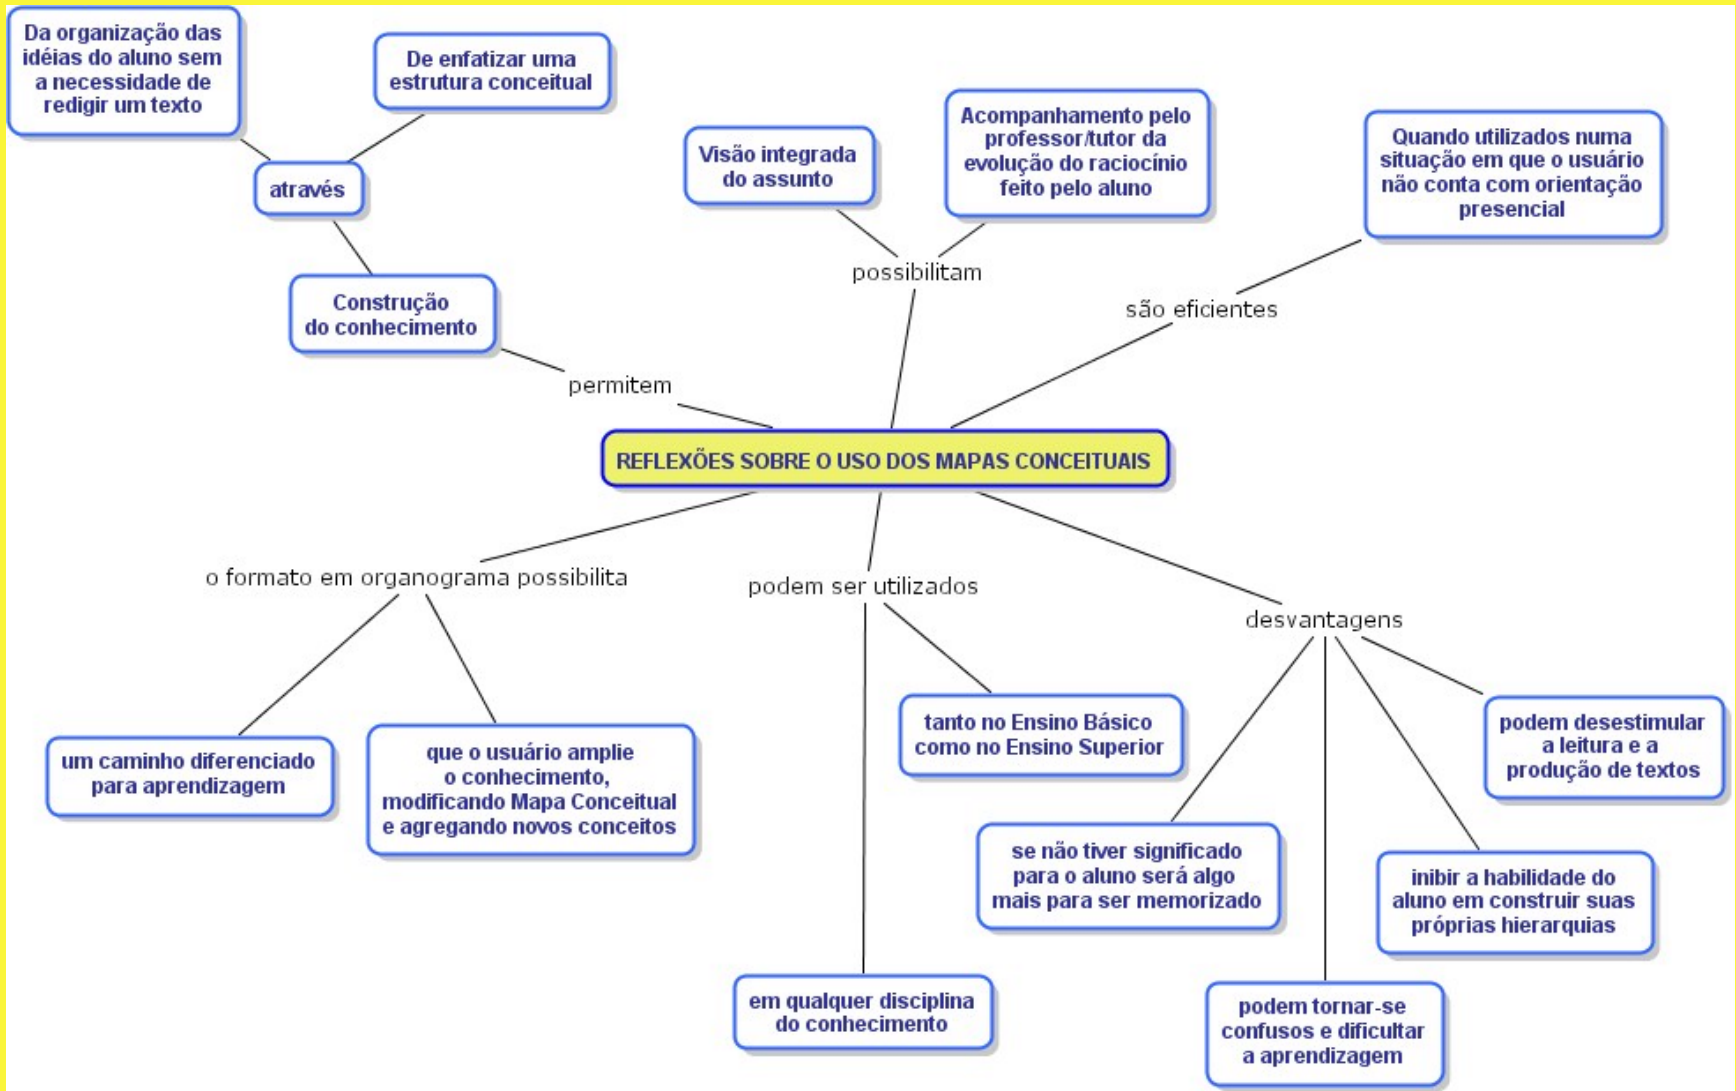 Da organização das
idéias do aluno sem
a necessidade de
redigir um texto
De enfatizar uma
estrutura conceitual
através
Construção
do conhecimento
permitem
Visão integrada
do assunto
Acompanhamento pelo
professor/tutor da
evolução do raciocínio
feito pelo aluno
possibilitam
Quando utilizados numa
situação em que o usuário
não conta com orientação
presencial
são eficientes
REFLEXÕES SOBRE O USO DOS MAPAS CONCEITUAIS
o formato em organograma possibilita
um caminho diferenciado
para aprendizagem
que o usuário amplie
o conhecimento,
modificando Mapa Conceitual
e agregando novos conceitos
podem ser utilizados
tanto no Ensino Básico
como no Ensino Superior
em qualquer disciplina
do conhecimento
desvantagens
se não tiver significado
para o aluno será algo
mais para ser memorizado
podem tornar-se
confusos e dificultar
a aprendizagem
inibir a habilidade do
aluno em construir suas
próprias hierarquias
podem desestimular
a leitura e a
produção de textos